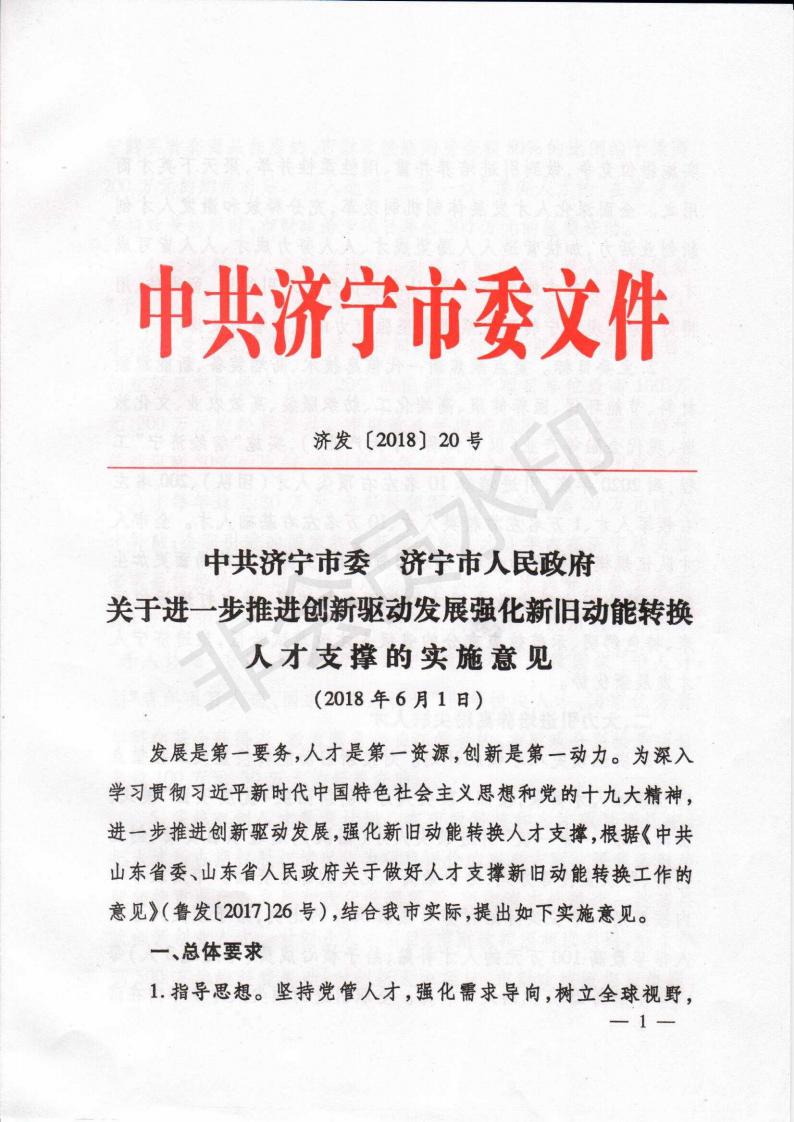 中共济宁市委文件
济发〔2018〕20号
中共济宁市委 济宁市人民政府
关于进一步推进创新驱动发展强化新旧动能转换
人才支撑的实施意见
(2018年6月1日)
发展是第一要务,人才是第一资源,创新是第一动力。为深入
学习贯彻习近平新时代中国特色社会主义思想和党的十九大精神,
进一步推进创新驱动发展,强化新旧动能转换人才支撑,根据《中共
山东省委、山东省人民政府关于做好人才支撑新旧动能转换工作的
意见》(鲁发〔2017〕26号),结合我市实际,提出如下实施意见。
一、总体要求
1.指导思想。坚持党管人才,强化需求导向,树立全球视野,
— 1 —
非会员水印